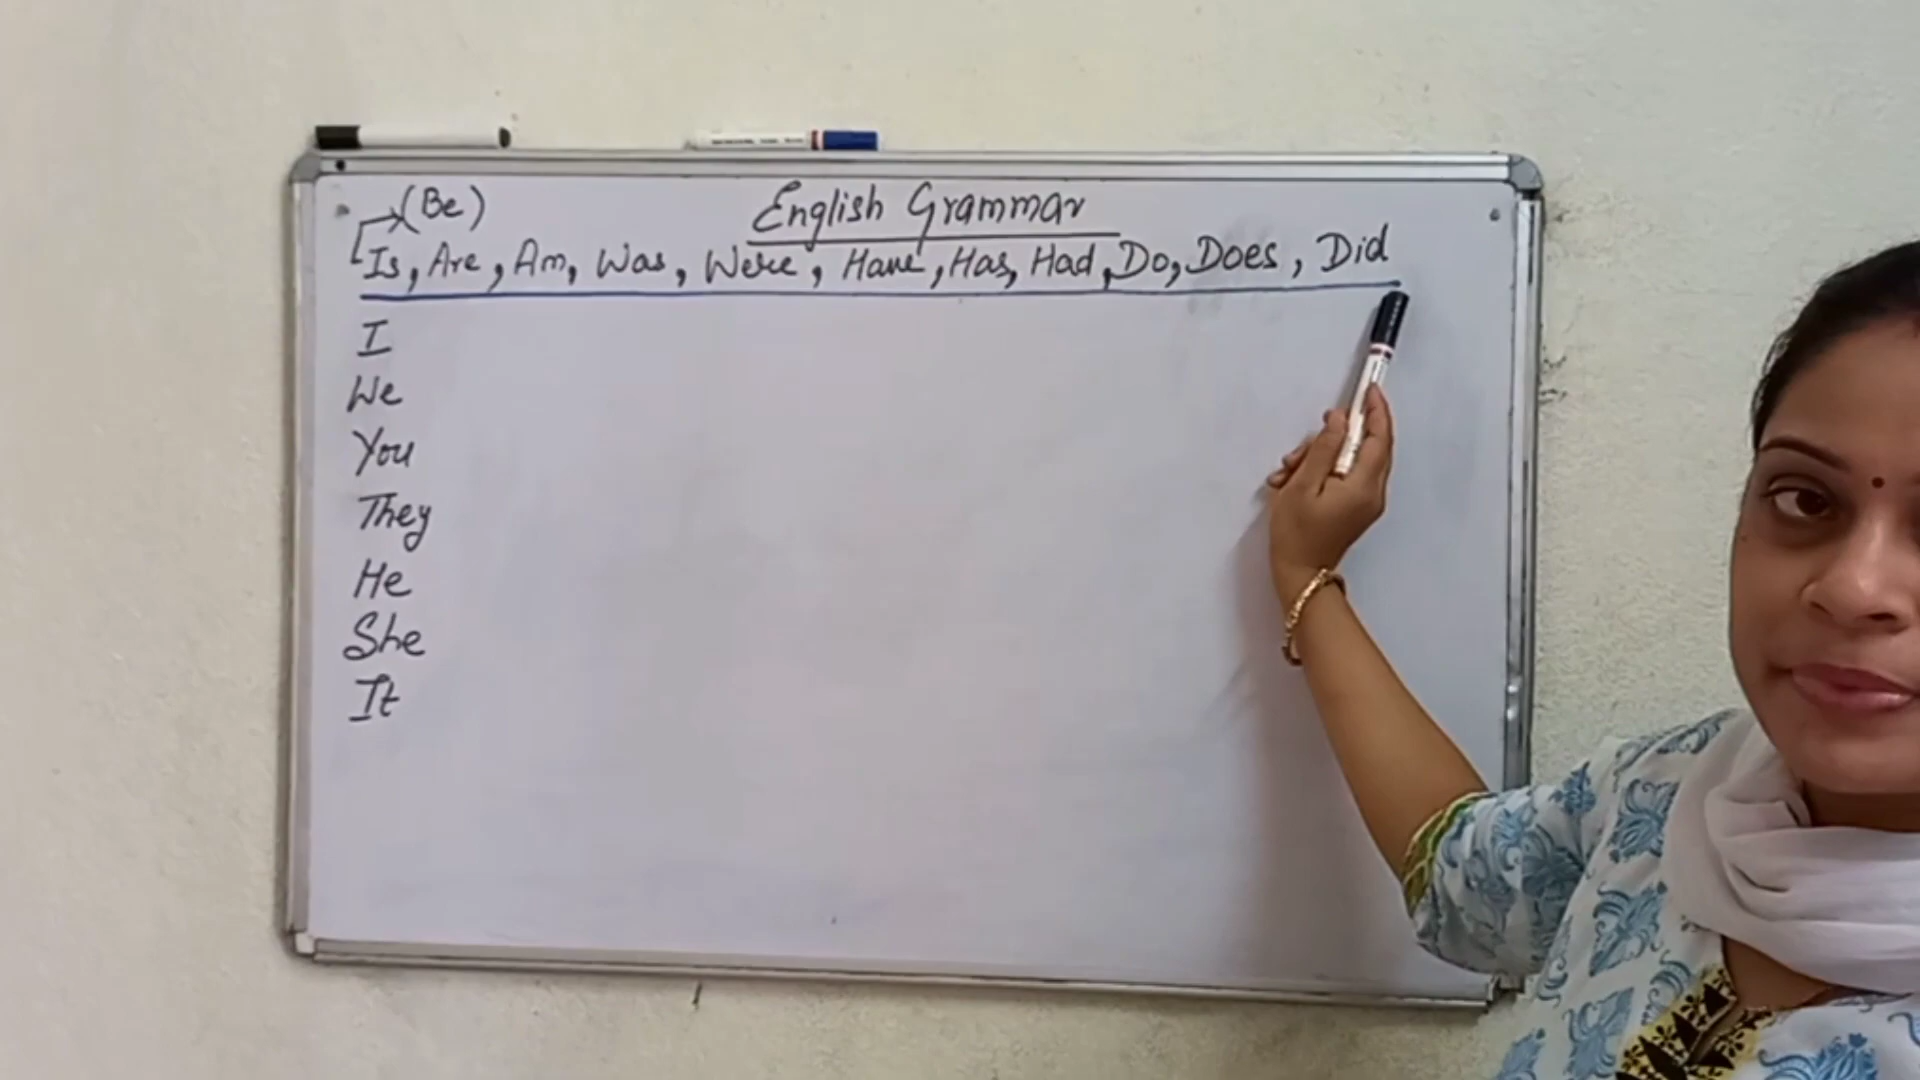 (Be)
English Grammar
Is, Are, Am, Was, Were, Have, Has, Had, Do, Does, Did
I
We
You
They
He
She
It